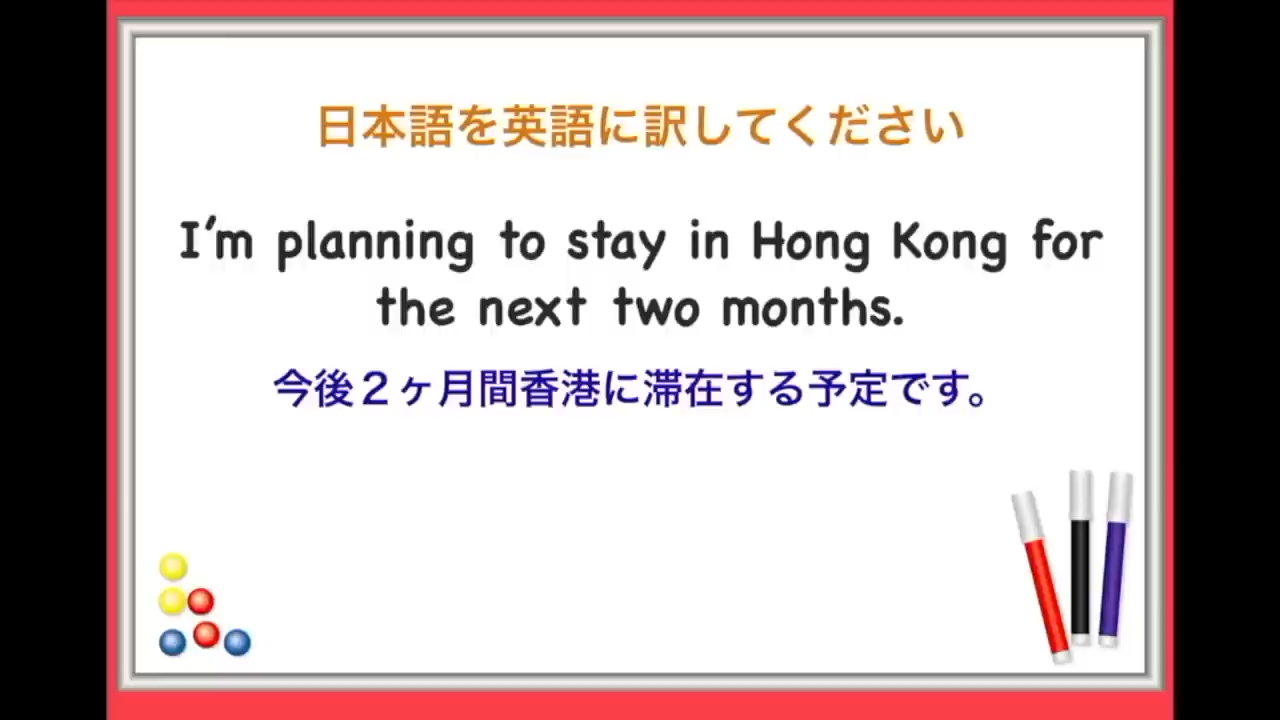 日本語を英語に訳してください
I'm planning to stay in Hong Kong for
the next two months.
今後２ヶ月間香港に滞在する予定です。